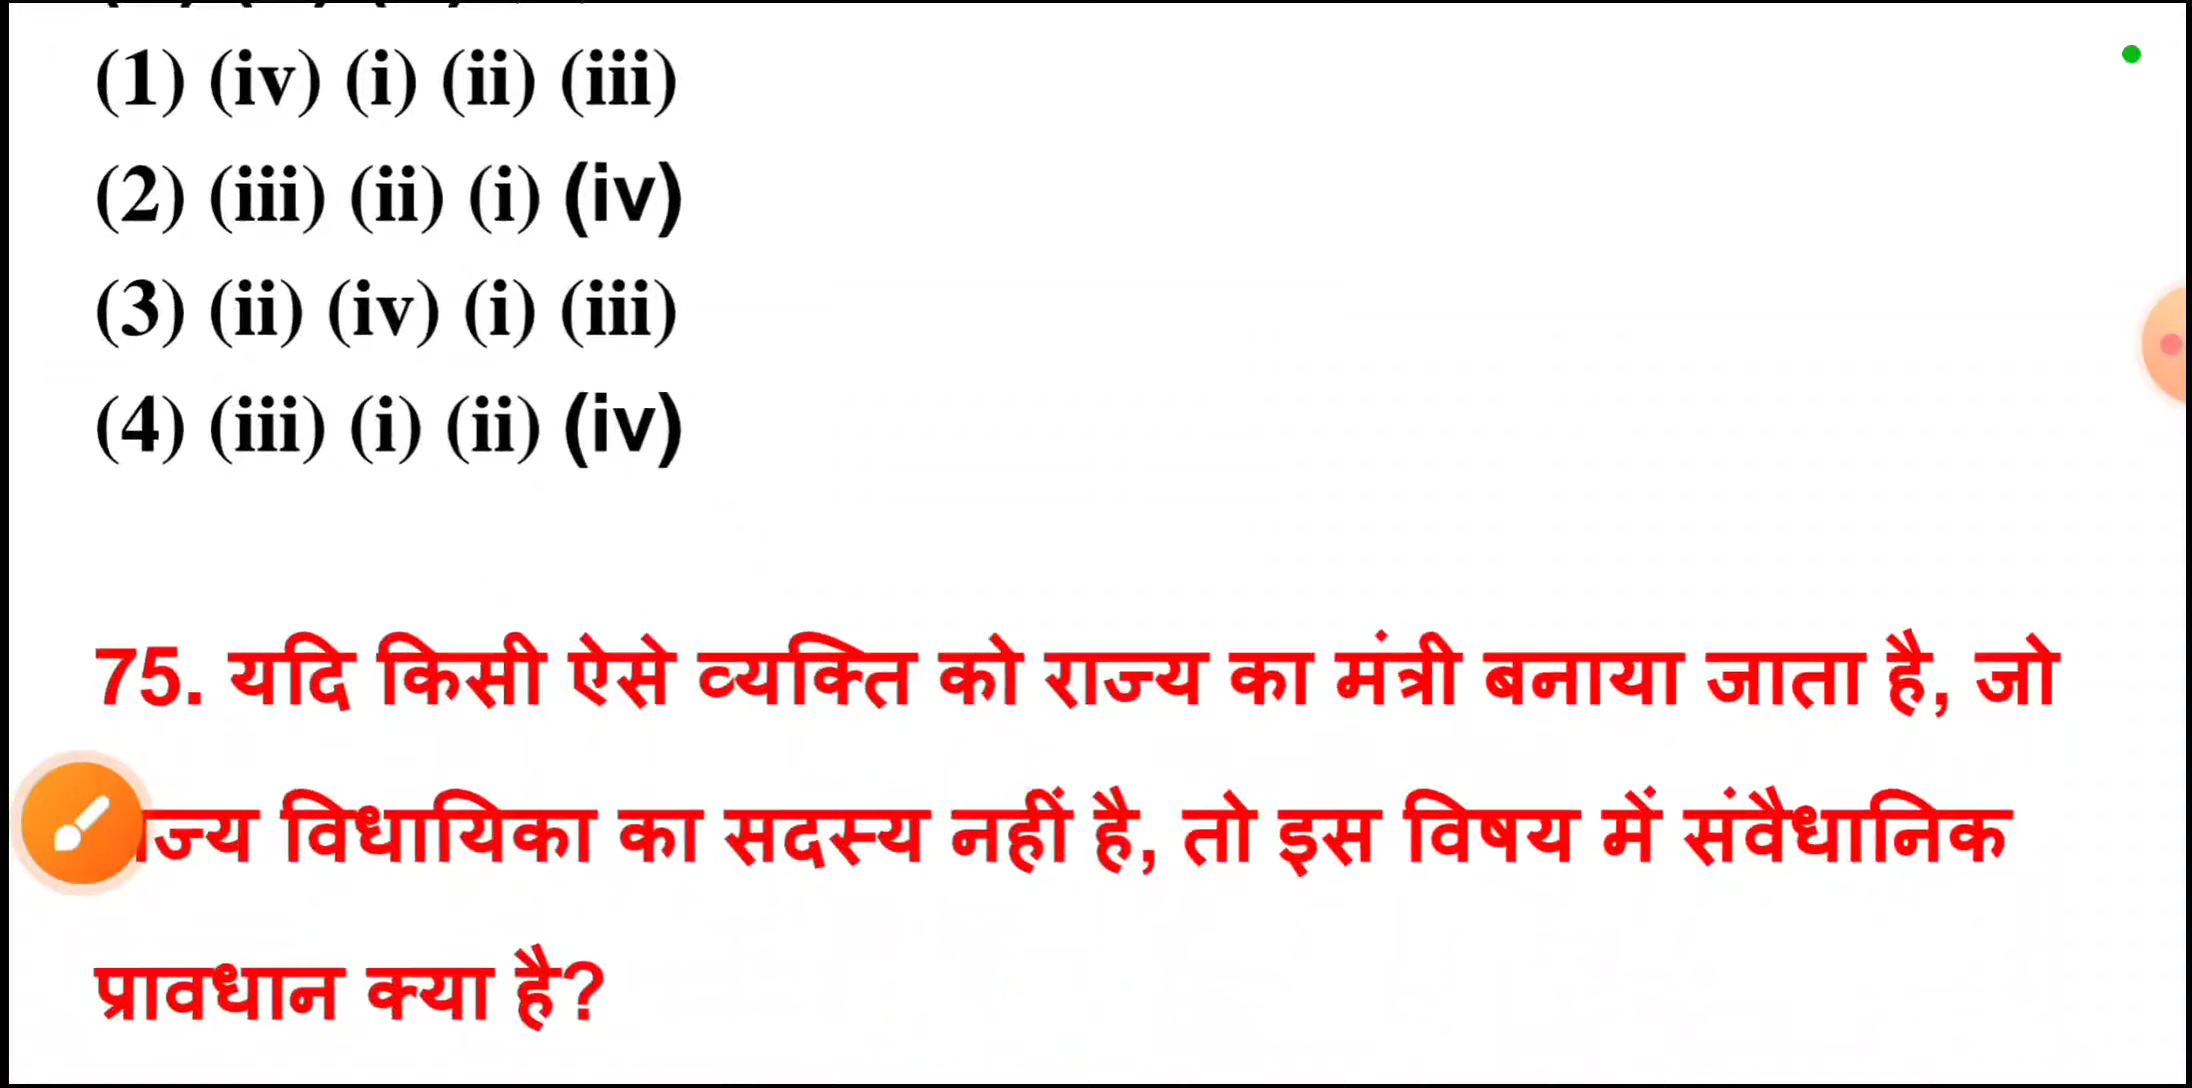 (1) (iv) (i) (ii) (iii)
(2) (iii) (ii) (i) (iv)
(3) (ii) (iv) (i) (iii)
(4) (iii) (i) (ii) (iv)
75. यदि किसी ऐसे व्यक्ति को राज्य का मंत्री बनाया जाता है, जो
विधायिका का सदस्य नहीं है, तो इस विषय में संवैधानिक
प्रावधान क्या है?